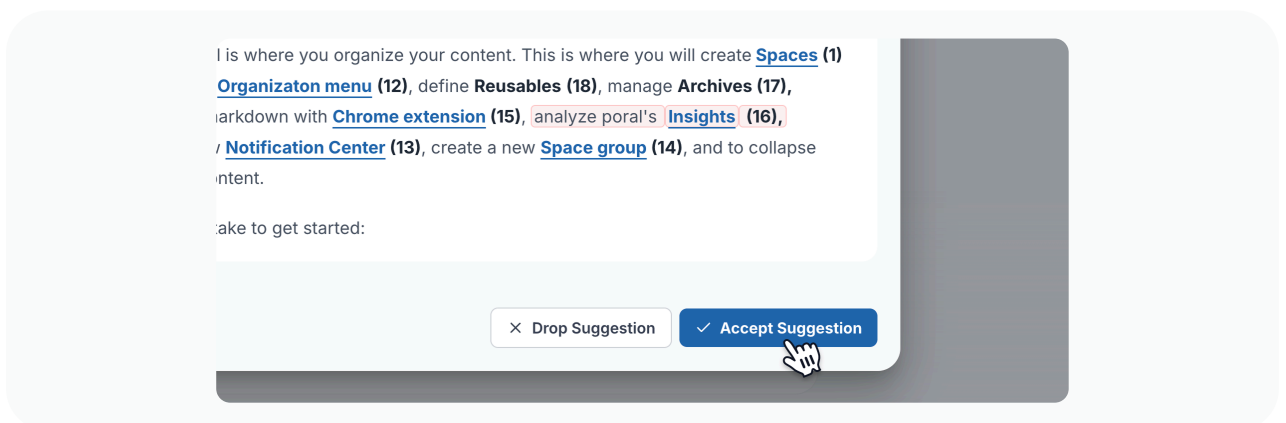 is where you organize your content. This is where you will create Spaces (1)
Organizaton menu (12), define Reusables (18), manage Archives (17),
markdown with Chrome extension (15), analyze poral's Insights (16),
Notification Center (13), create a new Space group (14), and to collapse
ontent.
take to get started:
Drop Suggestion
Accept Suggestion